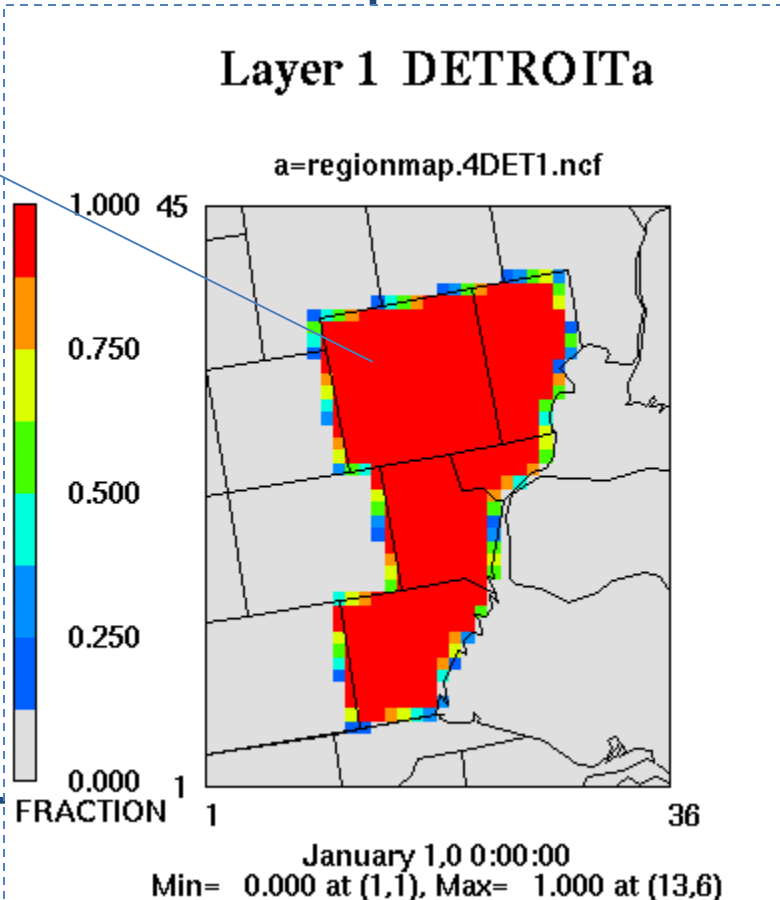 Layer 1 DETROITa
a=regionmap.4DET1.ncf
1.000
45
0.750
0.500
0.250
0.000
1
FRACTION
1
36
January 1,0 0:00:00
Min= 0.000 at (1,1), Max= 1.000 at (13,6)